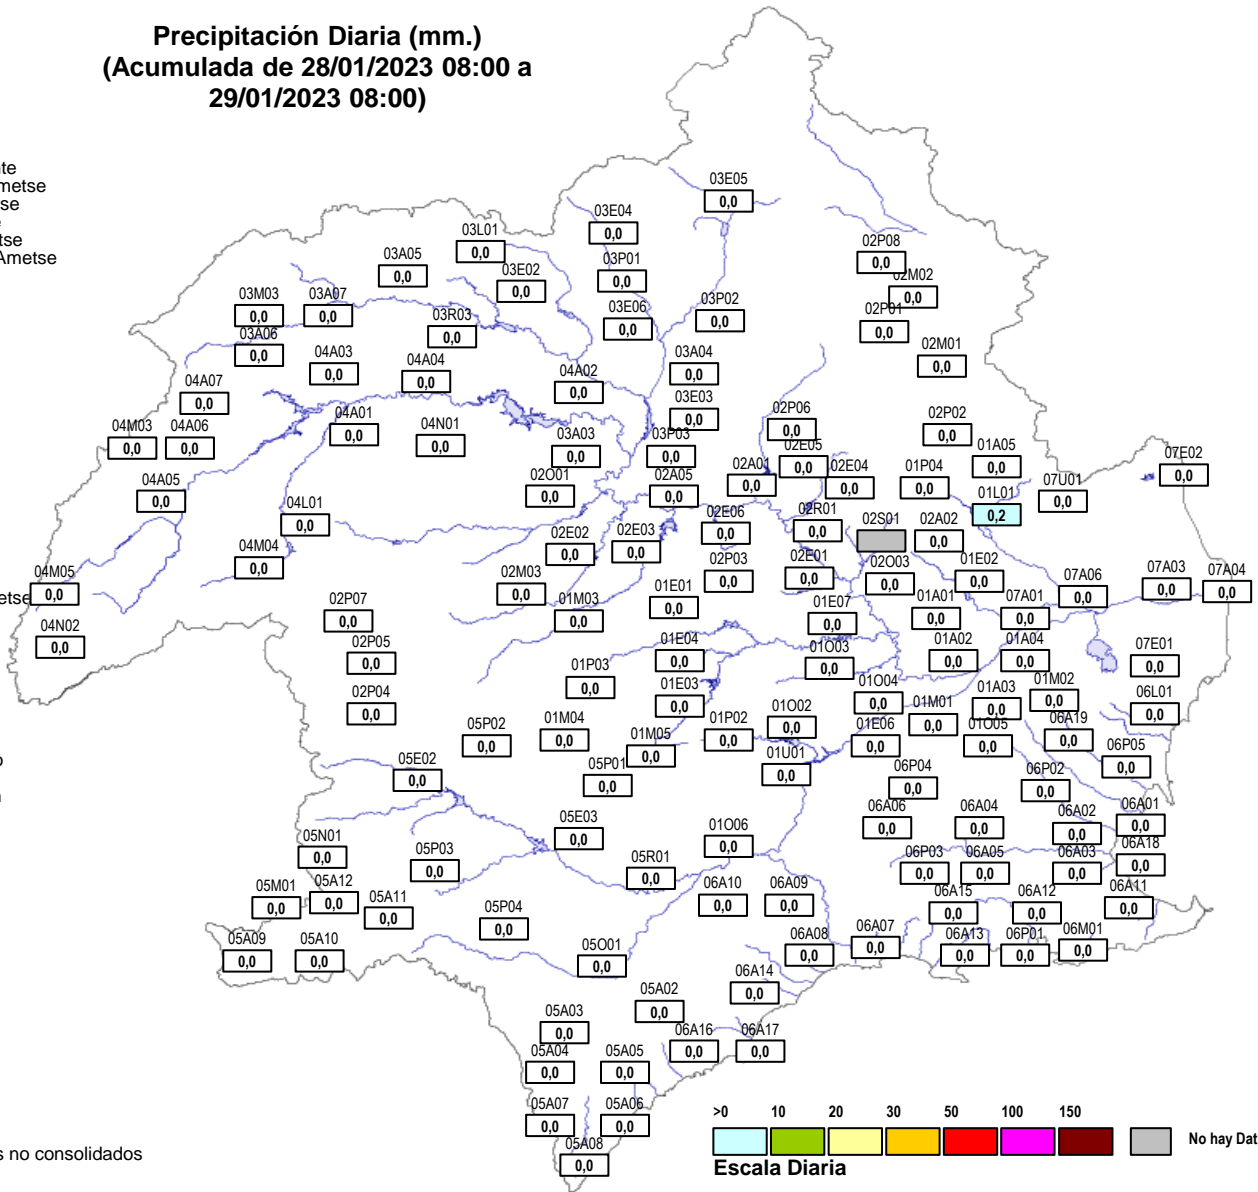 Precipitación Diaria (mm.)
(Acumulada de 28/01/2023 08:00 a
29/01/2023 08:00)
03E05
0,0
03E04
0,0
03L01
0,0
03P01
0,0
02P08
0,0
03A05
0,0
03E02
0,0
02M02
0,0
03M03
0,0
03A07
0,0
03E06
0,0
03P02
0,0
02P01
0,0
03R03
0,0
03A06
0,0
04A03
0,0
04A04
0,0
03A04
0,0
02M01
0,0
04A07
0,0
04A02
0,0
03E03
0,0
04M03
0,0
04A06
0,0
04A01
0,0
04N01
0,0
02P06
0,0
02P02
0,0
03A03
0,0
03P03
0,0
02E05
0,0
01A05
0,0
07E02
0,0
04A05
0,0
02O01
0,0
02A05
0,0
02A01
0,0
02E04
0,0
01P04
0,0
01L01
0,2
07U01
0,0
04L01
0,0
02E06
0,0
02R01
0,0
02S01
02A02
0,0
04M04
0,0
02E02
0,0
02E03
0,0
02P03
0,0
02E01
0,0
02O03
0,0
01E02
0,0
04M05
0,0
02M03
0,0
07A06
0,0
07A03
0,0
07A04
0,0
etse
02P07
0,0
01M03
0,0
01E01
0,0
01E07
0,0
01A01
0,0
07A01
0,0
04N02
0,0
02P05
0,0
01E04
0,0
01O03
0,0
01A02
0,0
01A04
0,0
07E01
0,0
02P04
0,0
01P03
0,0
01E03
0,0
01O04
0,0
01M01
0,0
01A03
0,0
01M02
0,0
06L01
0,0
05P02
0,0
01M04
0,0
01M05
0,0
01P02
0,0
01O02
0,0
01E06
0,0
01O05
0,0
06A19
0,0
06P05
0,0
05E02
0,0
05P01
0,0
01U01
0,0
06P04
0,0
06P02
0,0
05E03
0,0
01O06
0,0
06A06
0,0
06A04
0,0
06A02
0,0
06A01
0,0
05N01
0,0
05P03
0,0
05R01
0,0
06P03
0,0
06A05
0,0
06A03
0,0
06A18
0,0
05M01
0,0
05A12
0,0
05A11
0,0
06A10
0,0
06A09
0,0
06A15
0,0
06A12
0,0
06A11
0,0
05P04
0,0
05A09
0,0
05A10
0,0
05O01
0,0
06A08
0,0
06A07
0,0
06A13
0,0
06P01
0,0
06M01
0,0
05A02
0,0
06A14
0,0
05A03
0,0
06A16
0,0
06A17
0,0
05A04
0,0
05A05
0,0
05A07
0,0
05A06
0,0
05A08
0,0
nte
metse
tse
Ametse
s no consolidados
>0 10 20 30 50 100 150
No hay Dat
Escala Diaria